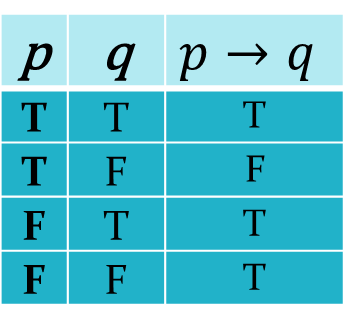 p q p → q
T T T
T F F
F T T
F F T